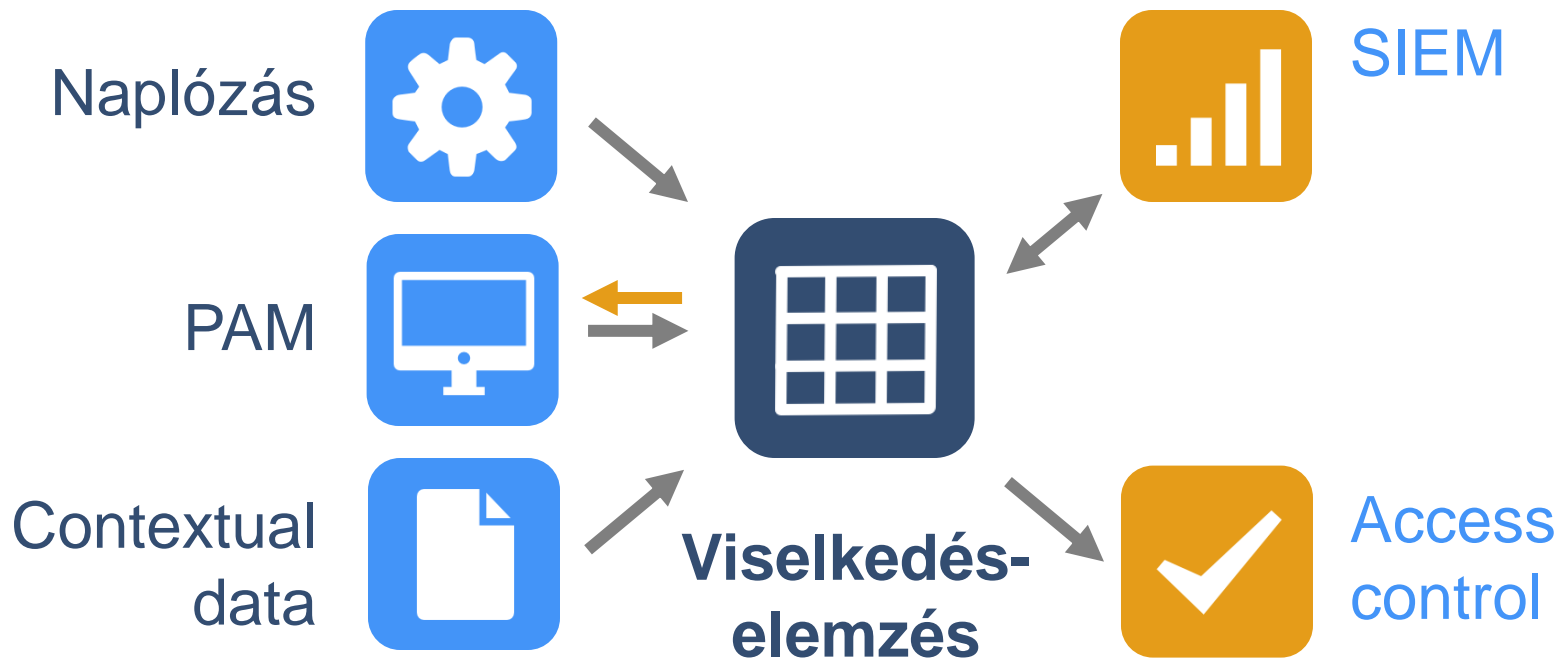 Naplózás
PAM
Contextual
data
Viselkedés-
elemzés
SIEM
Access
control